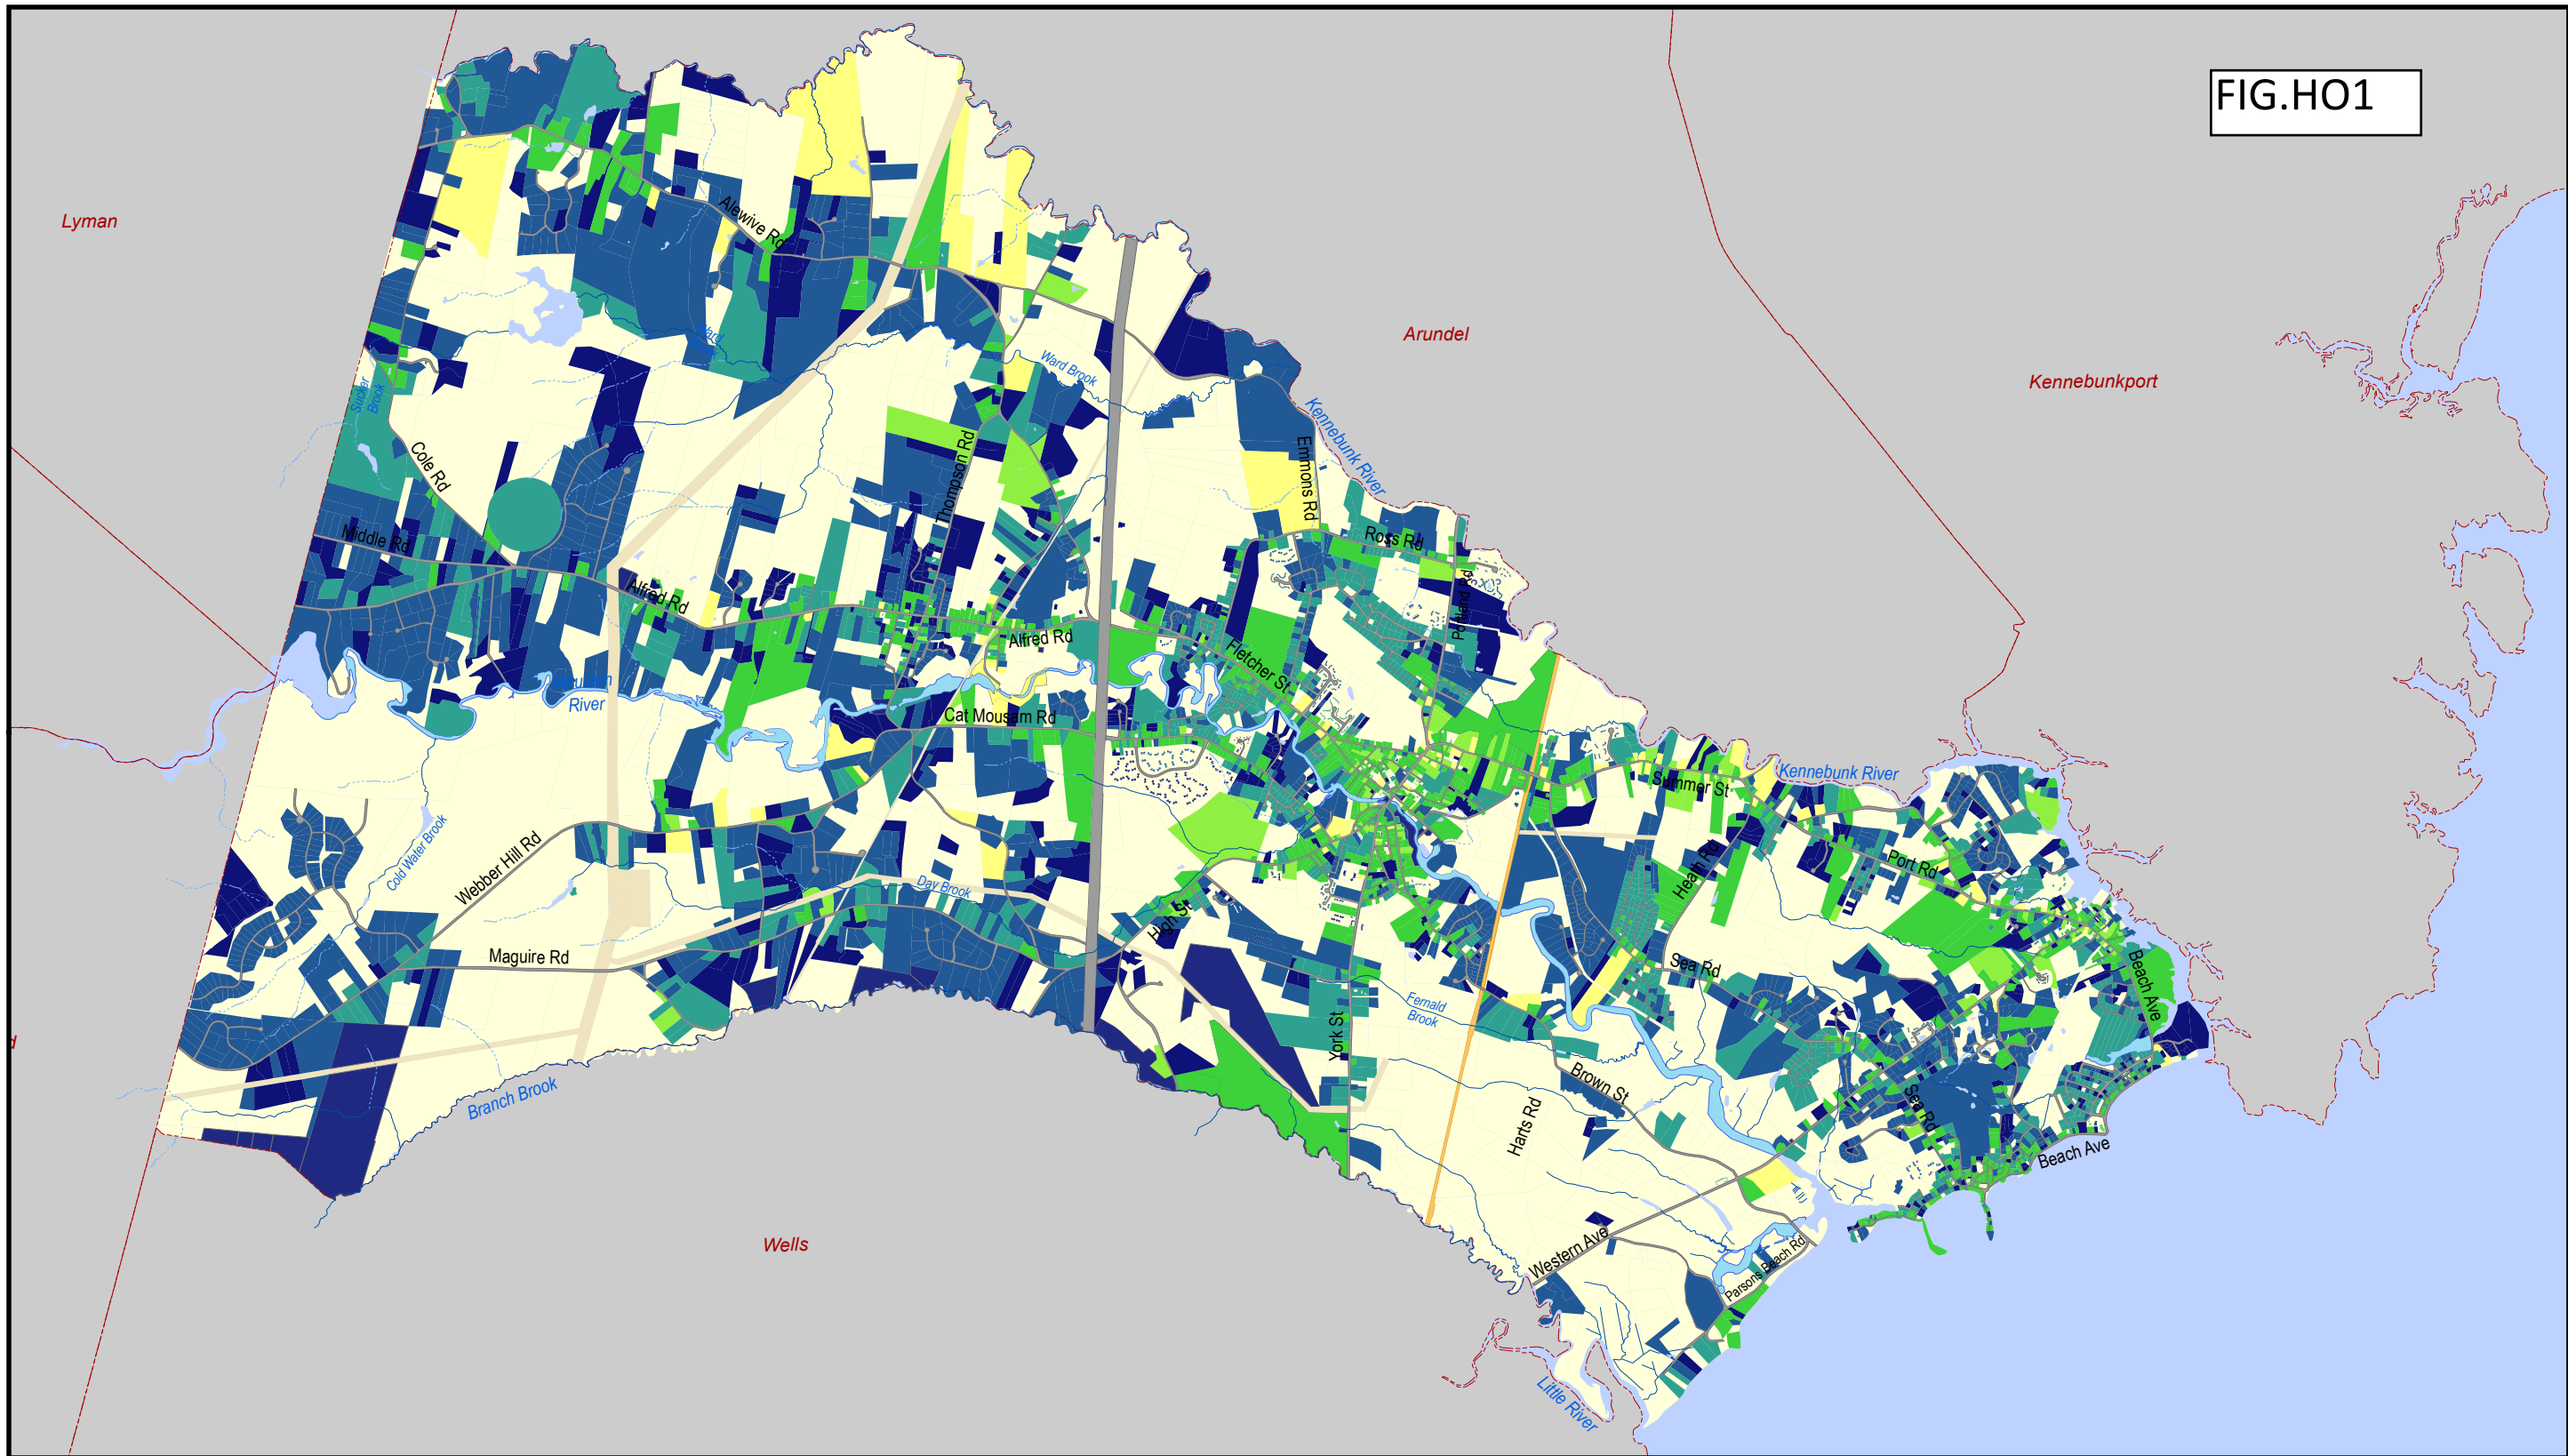 FIG.HO1
Lyman
Alewive Rd
Arundel
Kennebunkport
Ward Brook
Sucker
Brook
Kennebunk River
Cole Rd
Thompson Rd
Emmons Rd
Middle Rd
Ross Rd
Alfred Rd
Portland Rd
Alfred Rd
Fletcher St
River
Cat Mousam Rd
Summer St
Kennebunk River
Cold Water Brook
Webber Hill Rd
Day Brook
Heath Rd
Port Rd
High St
Maguire Rd
Sea Rd
Beach Ave
Fernald
Brook
York St
Branch Brook
Brown St
Harts Rd
Sea Rd
Beach Ave
Wells
Western Ave
Parsons Beach Rd
Little River